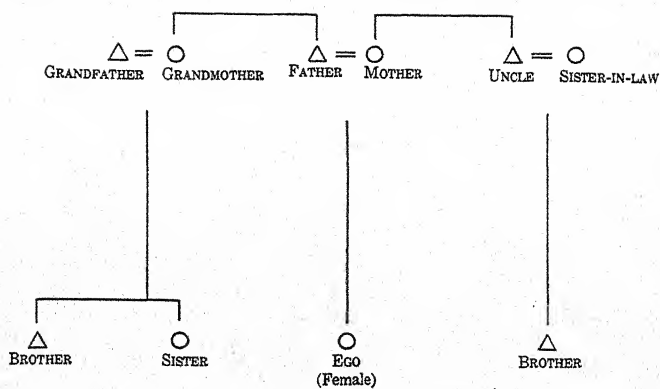 GRANDFATHER GRANDMOTHER FATHER MOTHER UNCLE SISTER-IN-LAW
BROTHER SISTER EGO BROTHER
(Female)